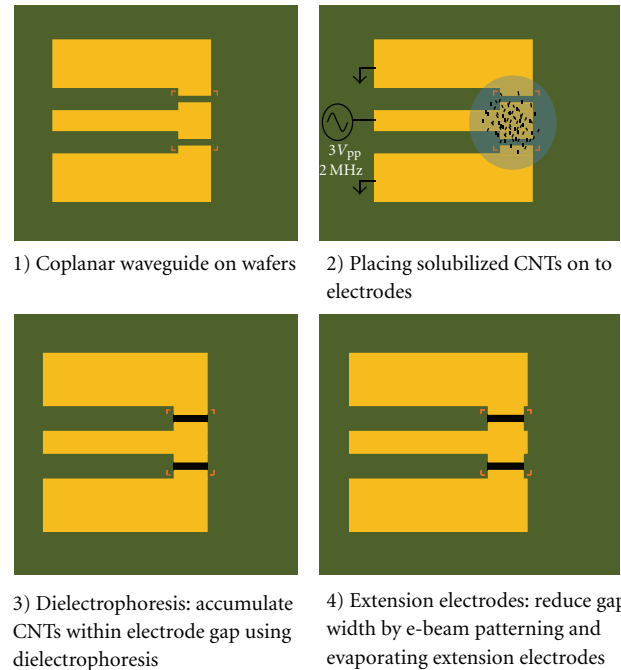 3Vpp
2 MHz
1) Coplanar waveguide on wafers
2) Placing solubilized CNTs on to
electrodes
3) Dielectrophoresis: accumulate
CNTs within electrode gap using
dielectrophoresis
4) Extension electrodes: reduce gap
width by e-beam patterning and
evaporating extension electrodes